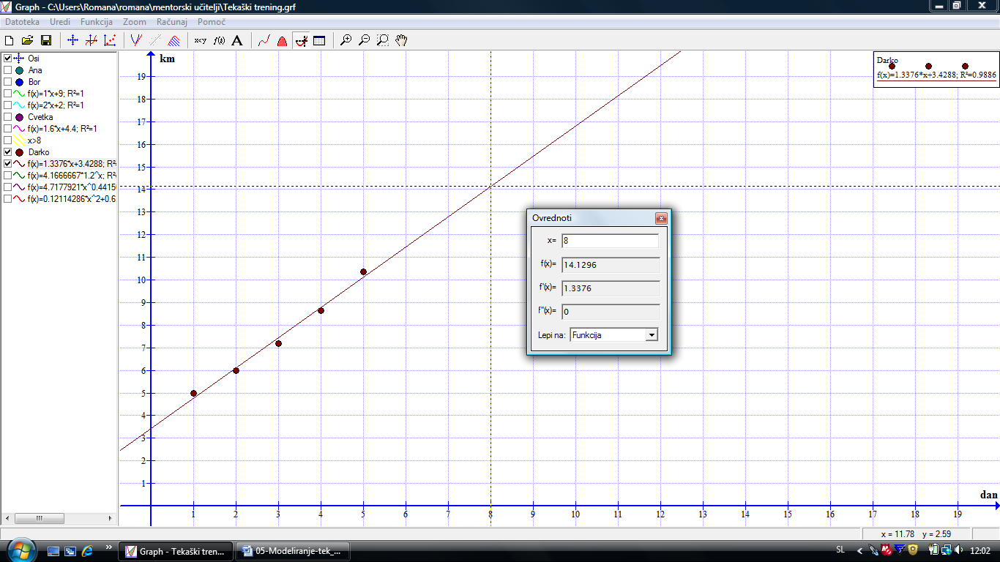 Graph - C:\Users\Romana\romana\mentorski učitelji\Tekaški trening.grf
Datoteka Uredi Funkcija Zoom Računaj Pomoč
Osi
Ana
Bor
f(x)=1*x+9; R²=1
f(x)=2*x+2; R²=1
Cvetka
f(x)=1.6*x+4.4; R²=1
x>8
Darko
f(x)=1.3376*x+3.4288; R²
f(x)=4.1666667*1.2^x; R²
f(x)=4.7177921*x^0.4415
f(x)=0.12114286*x^2+0.6
km
19
18
17
16
15
14
13
12
11
10
9
8
7
6
5
4
3
2
1
1 2 3 4 5 6 7 8 9 10 11 12 13 14 15 16 17 18 19
dan
Darko
f(x)=1.3376*x+3.4288; R²=0.9886
Ovrednoti
x= 8
f(x)= 14.1296
f'(x)= 1.3376
f''(x)= 0
Lepi na: Funkcija
x = 11.78 y = 2.59
Graph - Tekaški tren...
05-Modeliranje-tek_...
SL
12:02